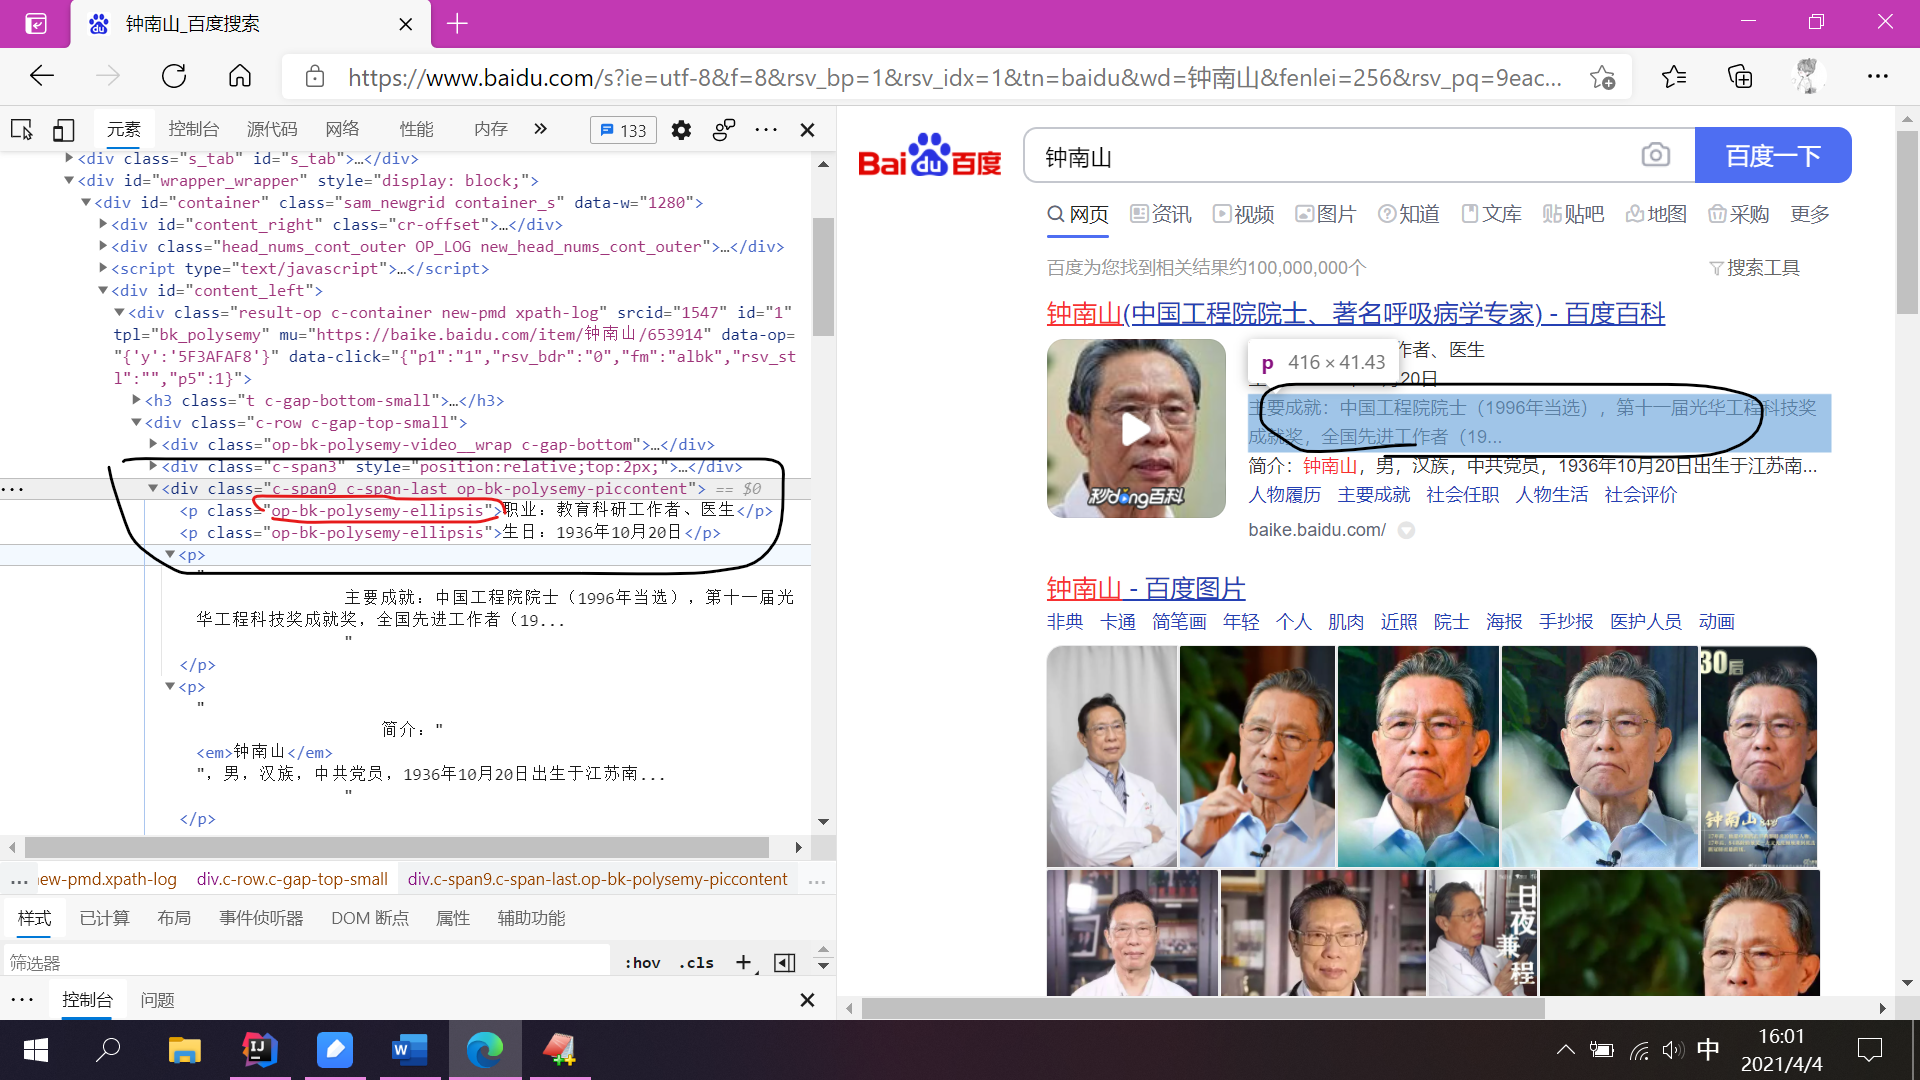 钟南山_百度搜索
https://www.baidu.com/s?ie=utf-8&f=8&rsv_bp=1&rsv_idx=1&tn=baidu&wd=钟南山&fenlei=256&rsv_pq=9eac...
元素 控制台 源代码 网络 性能 内存 133
<div class="s_tab" id="s_tab">…</div>
<div id="wrapper_wrapper" style="display: block;">
<div id="container" class="sam_newgrid container_s" data-w="1280">
<div id="content_right" class="cr-offset">…</div>
<div class="head_nums_cont_outer OP_LOG new_head_nums_cont_outer">…</div>
<script type="text/javascript">…</script>
<div id="content_left">
<div class="result-op c-container new-pmd xpath-log" srcid="1547" id="1"
tpl="bk_polysemy" mu="https://baike.baidu.com/item/钟南山/653914" data-op=
"{'y':'5F3AFAF8'}" data-click="{"p1":"1","rsv_bdr":"0","fm":"albk","rsv_st
l":"","p5":1}">
<h3 class="t c-gap-bottom-small">…</h3>
<div class="c-row c-gap-top-small">
<div class="op-bk-polysemy-video__wrap c-gap-bottom">…</div>
<div class="c-span3" style="position:relative;top:2px;">…</div>
<div class="c-span9 c-span-last op-bk-polysemy-piccontent"> == $0
<p class="op-bk-polysemy-ellipsis">职业：教育科研工作者、医生</p>
<p class="op-bk-polysemy-ellipsis">生日：1936年10月20日</p>
<p>
"
主要成就：中国工程院院士（1996年当选），第十一届光
华工程科技奖成就奖，全国先进工作者（19...
"
</p>
<p>
"
简介："
<em>钟南山</em>
"，男，汉族，中共党员，1936年10月20日出生于江苏南...
"
</p>
... new-pmd.xpath-log div.c-row.c-gap-top-small div.c-span9.c-span-last.op-bk-polysemy-piccontent ...
样式 已计算 布局 事件侦听器 DOM 断点 属性 辅助功能
筛选器 :hov .cls
控制台 问题
Bai du 百度
钟南山
百度一下
网页 资讯 视频 图片 知道 文库 贴吧 地图 采购 更多
百度为您找到相关结果约100,000,000个
搜索工具
钟南山(中国工程院院士、著名呼吸病学专家) - 百度百科
p 416 × 41.43
作者、医生
20日
主要成就：中国工程院院士（1996年当选），第十一届光华工程科技奖
成就奖，全国先进工作者（19...
简介：钟南山，男，汉族，中共党员，1936年10月20日出生于江苏南...
人物履历 主要成就 社会任职 人物生活 社会评价
baike.baidu.com/
秒dong百科
钟南山 - 百度图片
非典 卡通 简笔画 年轻 个人 肌肉 近照 院士 海报 手抄报 医护人员 动画
30后
钟南山
日夜
兼程
中
16:01
2021/4/4